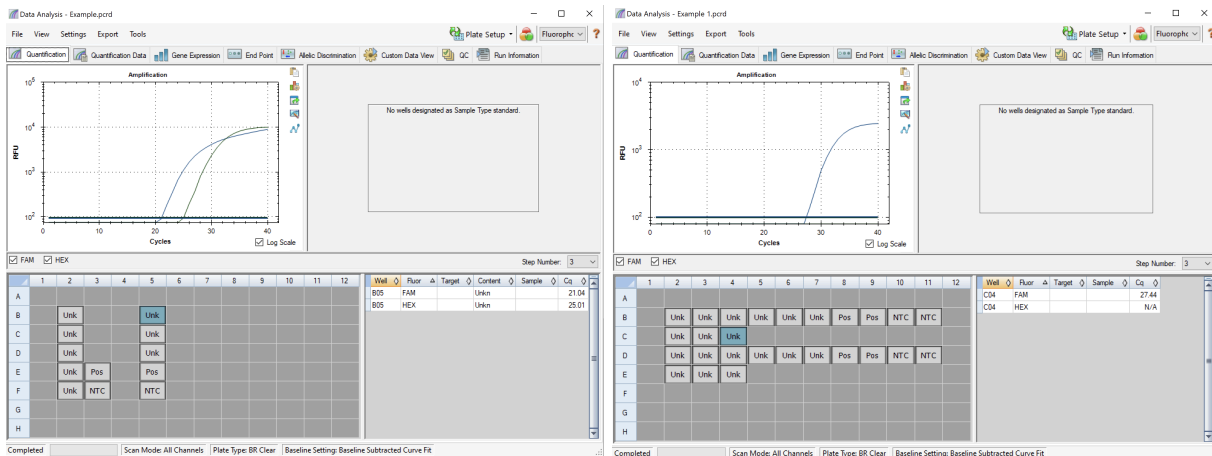 Data Analysis - Example.pcrd
File View Settings Export Tools
Plate Setup Fluoropho ?
Quantification Quantification Data Gene Expression End Point Allelic Discrimination Custom Data View QC Run Information
Amplification
10^5
10^4
10^3
10^2
RFU
0 10 20 30 40
Cycles
Log Scale
No wells designated as Sample Type standard.
FAM HEX
Step Number: 3
1 2 3 4 5 6 7 8 9 10 11 12
A
B Unk Unk
C Unk Unk
D Unk Unk
E Unk Pos Pos
F Unk NTC NTC
G
H
Well Fluor Target Content Sample Cq
B05 FAM Unkn 21.04
B05 HEX Unkn 25.01
Completed Scan Mode: All Channels Plate Type: BR Clear Baseline Setting: Baseline Subtracted Curve Fit
Data Analysis - Example 1.pcrd
File View Settings Export Tools
Plate Setup Fluoropho ?
Quantification Quantification Data Gene Expression End Point Allelic Discrimination Custom Data View QC Run Information
Amplification
10^4
10^3
10^2
RFU
0 10 20 30 40
Cycles
Log Scale
No wells designated as Sample Type standard.
FAM HEX
Step Number: 3
1 2 3 4 5 6 7 8 9 10 11 12
A
B Unk Unk Unk Unk Unk Unk Pos Pos NTC NTC
C Unk Unk Unk
D Unk Unk Unk Unk Unk Unk Pos Pos NTC NTC
E Unk Unk Unk
F
G
H
Well Fluor Target Sample Cq
C04 FAM 27.44
C04 HEX N/A
Completed Scan Mode: All Channels Plate Type: BR Clear Baseline Setting: Baseline Subtracted Curve Fit